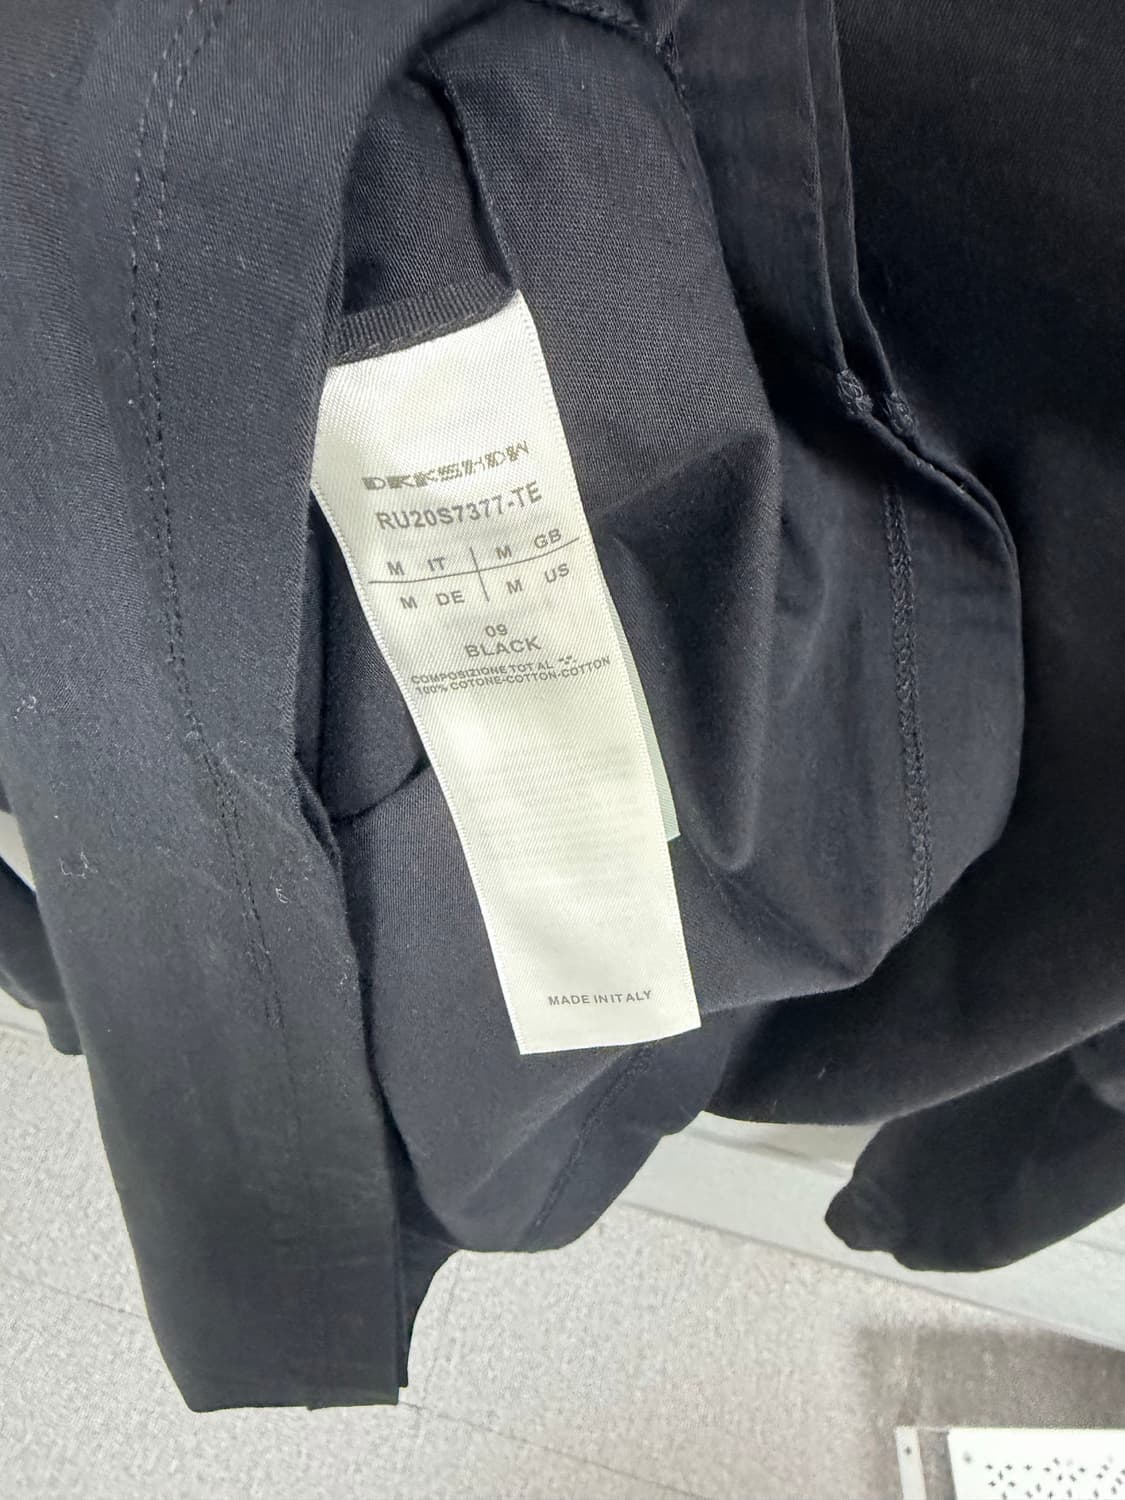 DRKSHDW
RU20S7377-TE
M IT M GB
M DE M US
09
BLACK
COMPOSIZIONE TOTAL
100% COTONE-COTTON-COTTON
MADE IN ITALY